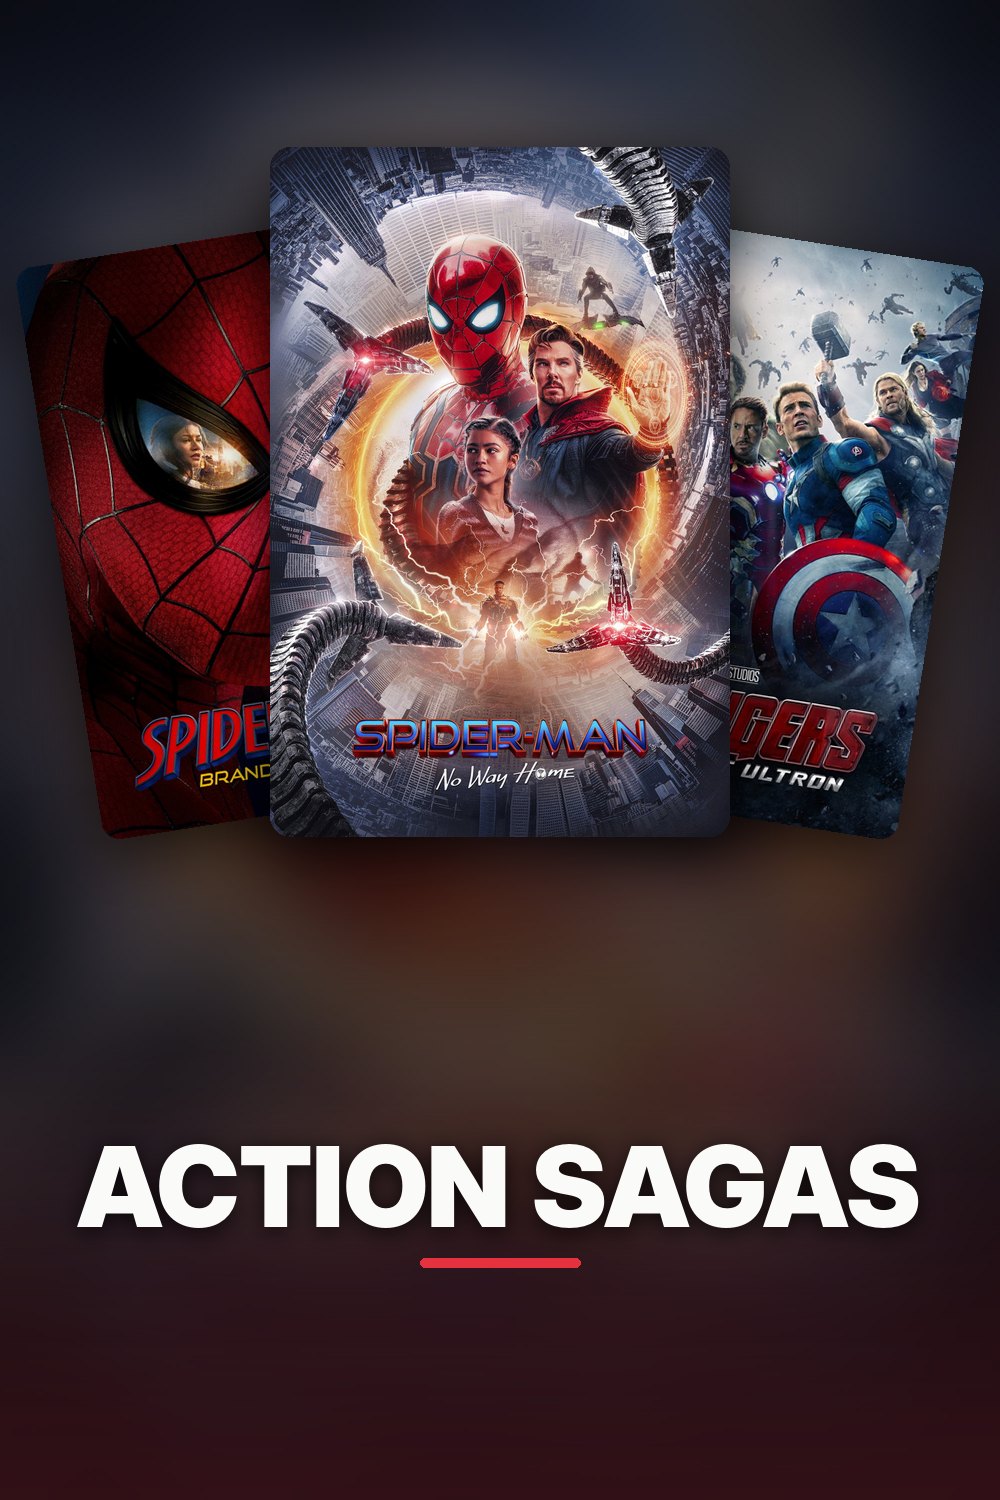 SPIDE
BRAND
SPIDER-MAN
No Way Home
STUDIOS
GERS
ULTRON
ACTION SAGAS